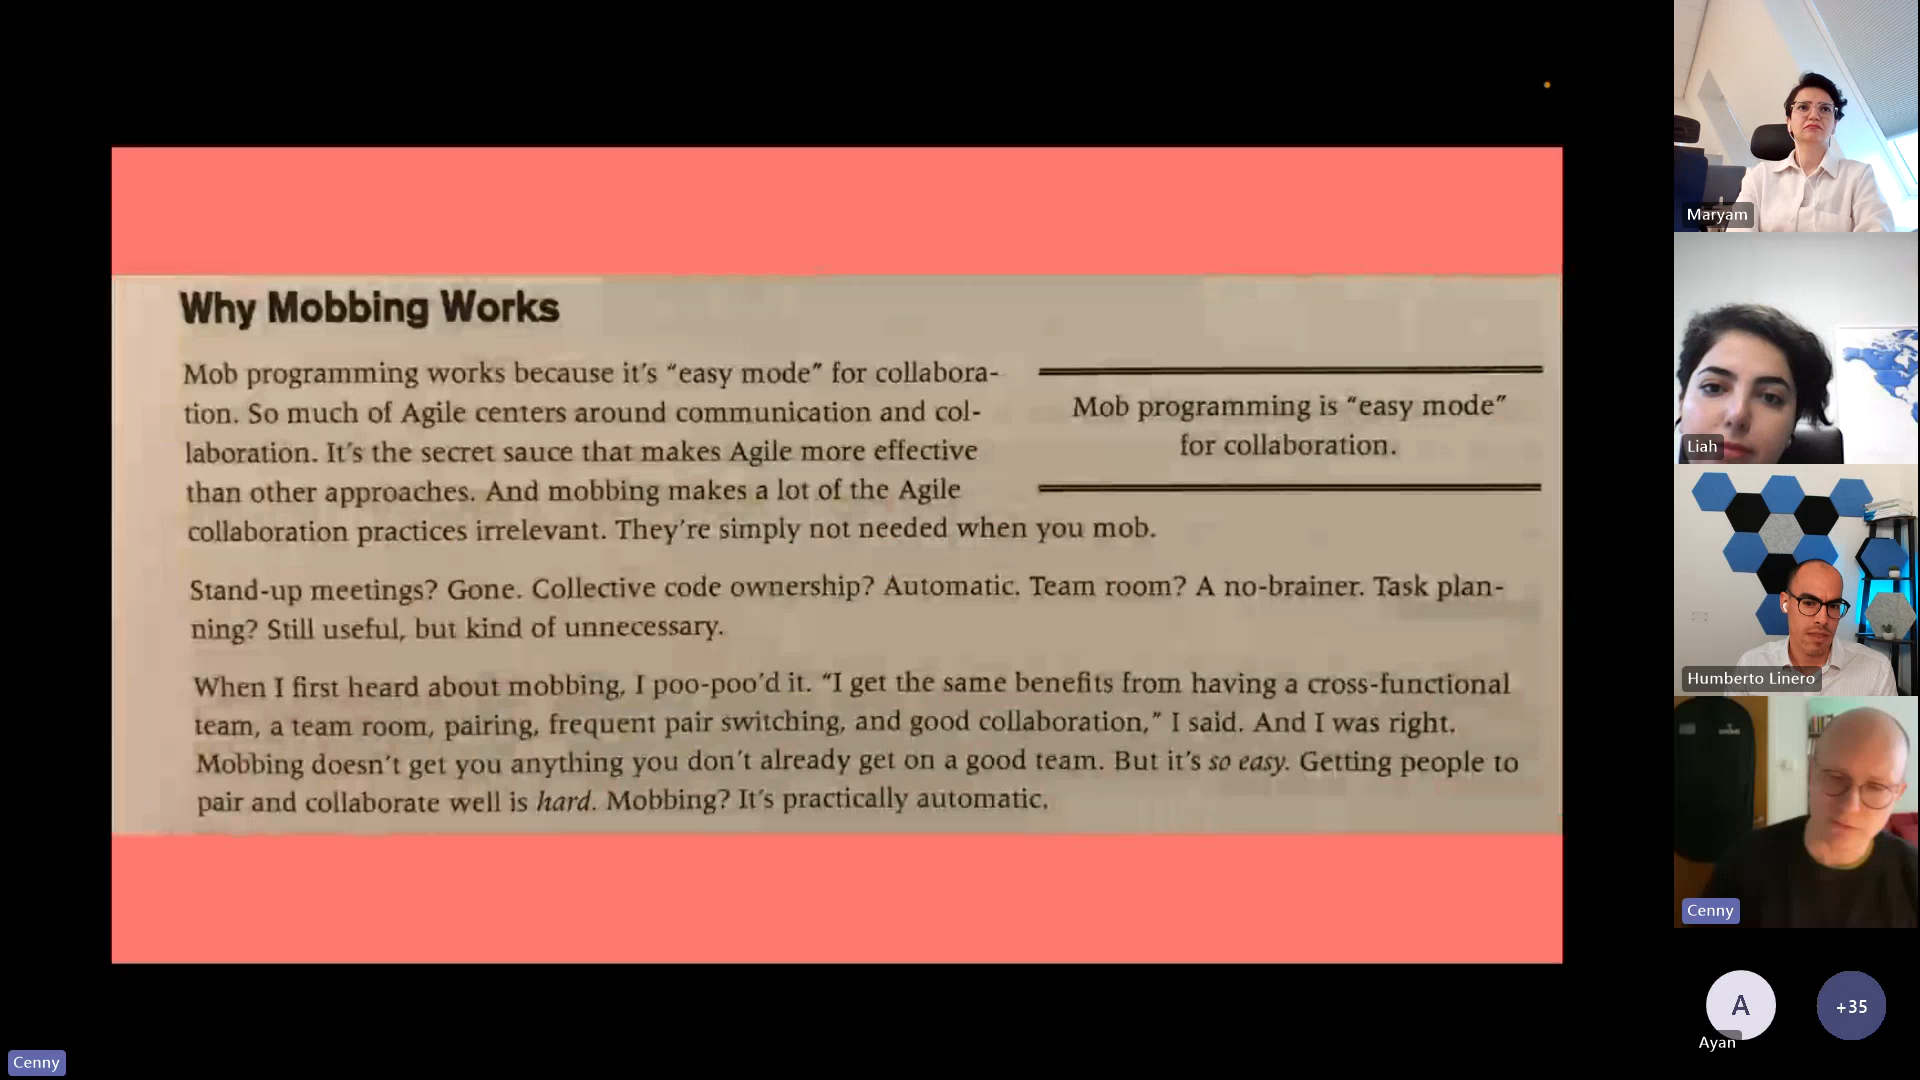 Why Mobbing Works
Mob programming works because it's "easy mode" for collabora-
tion. So much of Agile centers around communication and col-
laboration. It's the secret sauce that makes Agile more effective
than other approaches. And mobbing makes a lot of the Agile
collaboration practices irrelevant. They're simply not needed when you mob.
Mob programming is "easy mode"
for collaboration.
Stand-up meetings? Gone. Collective code ownership? Automatic. Team room? A no-brainer. Task plan-
ning? Still useful, but kind of unnecessary.
When I first heard about mobbing, I poo-poo'd it. "I get the same benefits from having a cross-functional
team, a team room, pairing, frequent pair switching, and good collaboration," I said. And I was right.
Mobbing doesn't get you anything you don't already get on a good team. But it's so easy. Getting people to
pair and collaborate well is hard. Mobbing? It's practically automatic.
Maryam
Liah
Humberto Linero
Cenny
A
+35
Ayan
Cenny